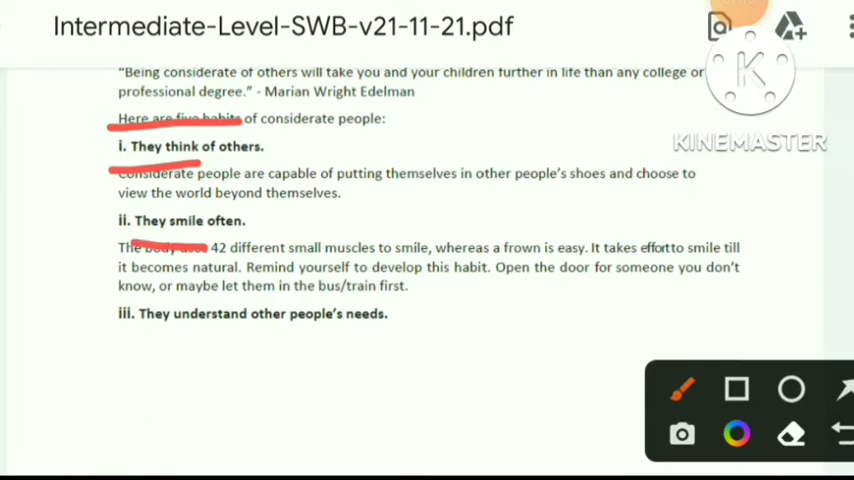 Intermediate-Level-SWB-v21-11-21.pdf
"Being considerate of others will take you and your children further in life than any college or
professional degree." - Marian Wright Edelman
K
KINEMASTER
Here are five habits of considerate people:
i. They think of others.
Considerate people are capable of putting themselves in other people's shoes and choose to
view the world beyond themselves.
ii. They smile often.
The body uses 42 different small muscles to smile, whereas a frown is easy. It takes effort to smile till
it becomes natural. Remind yourself to develop this habit. Open the door for someone you don't
know, or maybe let them in the bus/train first.
iii. They understand other people's needs.